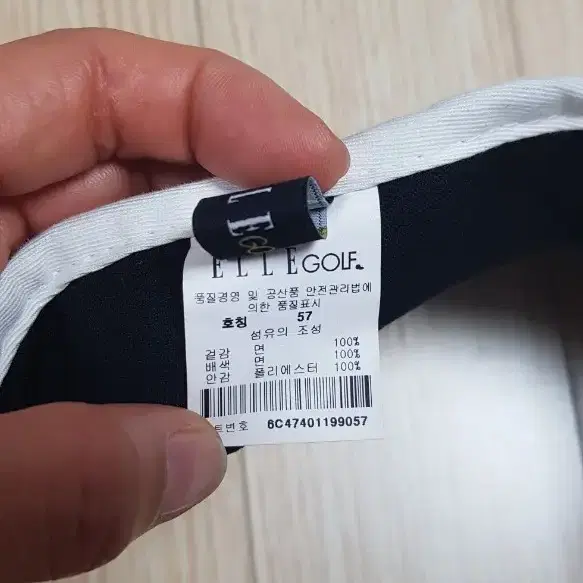 L E GO
ELLE GOLF
품질경영 및 공산품 안전관리법에
의한 품질표시
호칭 57
섬유의 조성
겉감 면 100%
배색 면 100%
안감 폴리에스터 100%
트번호 6C47401199057